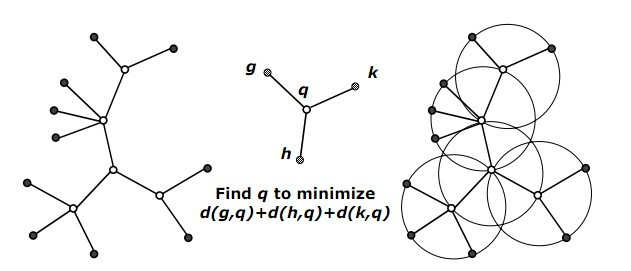 g
k
q
h
Find q to minimize
d(g,q)+d(h,q)+d(k,q)